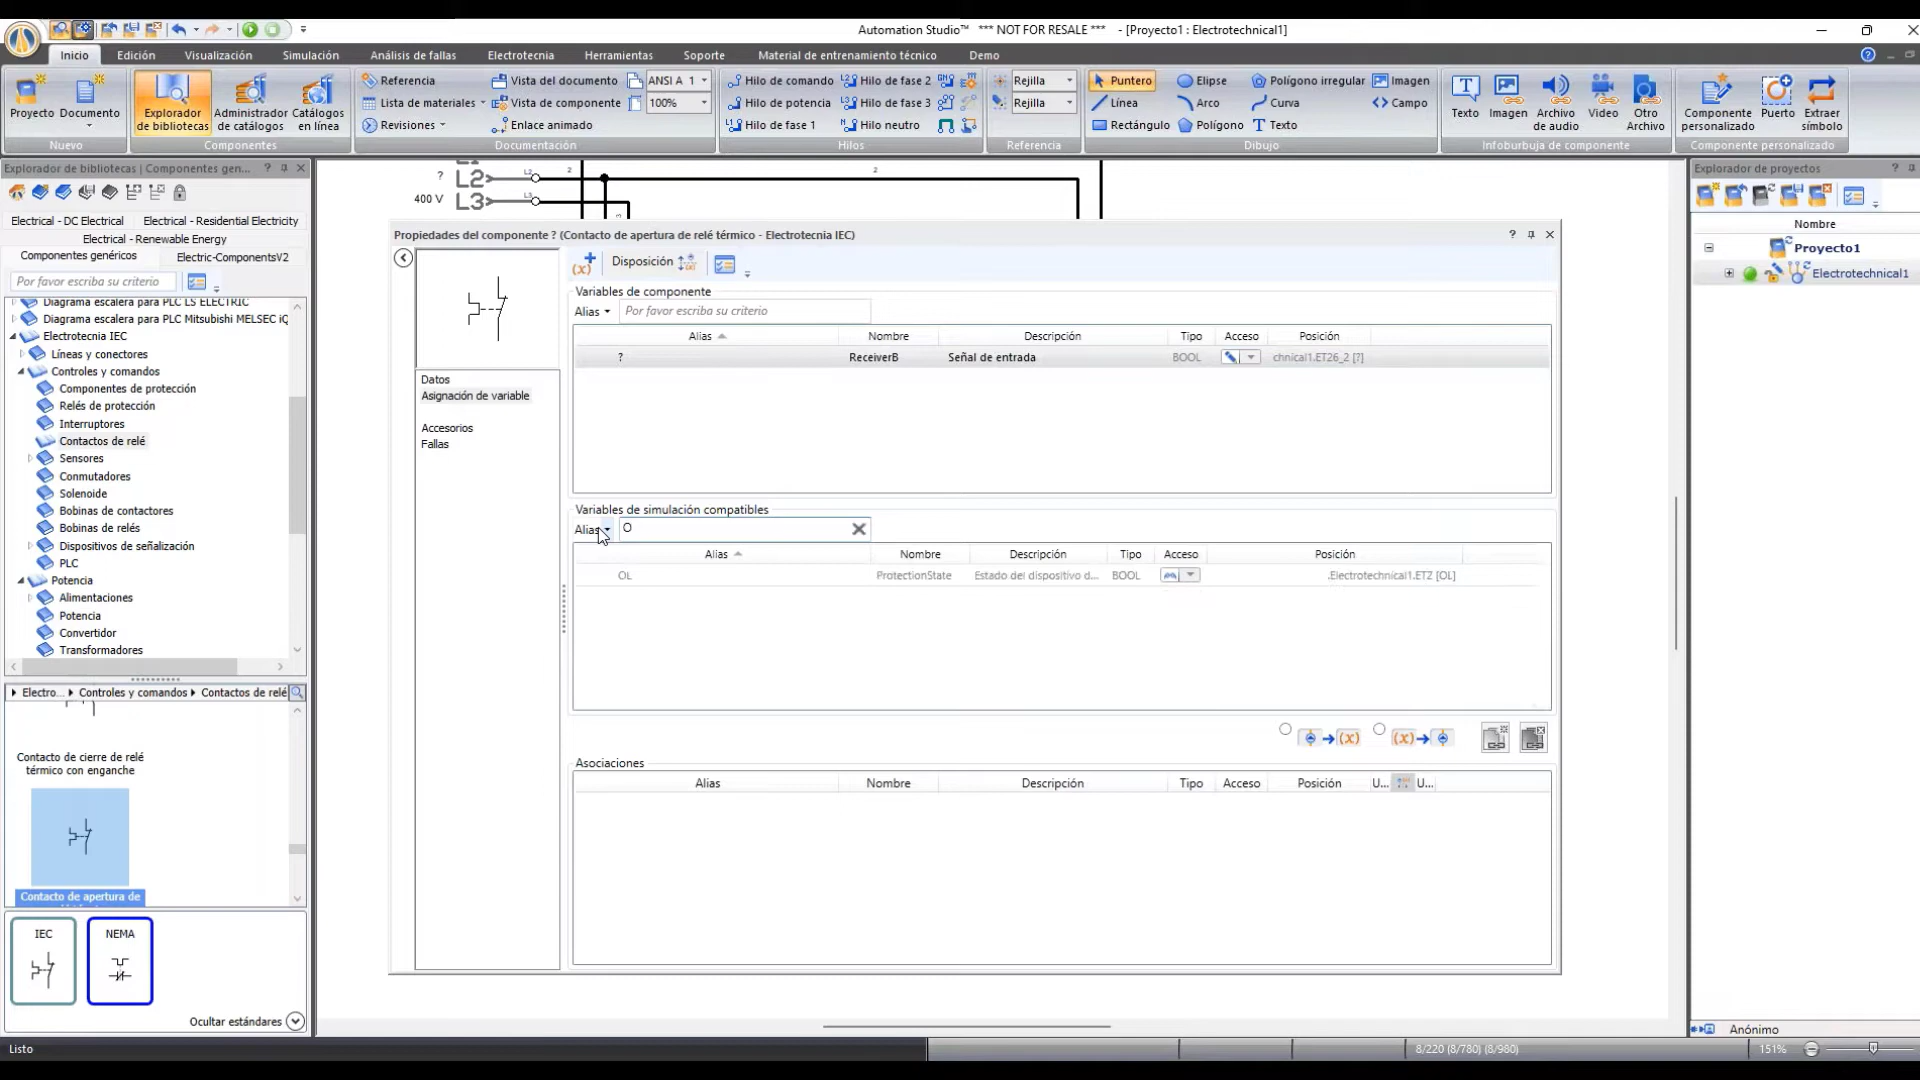 Automation Studio™ *** NOT FOR RESALE *** - [Proyecto1 : Electrotechnical1]
Inicio Edición Visualización Simulación Análisis de fallas Electrotecnia Herramientas Soporte Material de entrenamiento técnico Demo
Referencia Vista del documento ANSI A 1 Hilo de comando Hilo de fase 2 Rejilla Puntero Elipse Polígono irregular Imagen
Proyecto Documento Explorador de bibliotecas Administrador de catálogos Catálogos en línea Lista de materiales Vista de componente 100% Hilo de potencia Hilo de fase 3 Rejilla Línea Arco Curva Campo Texto Imagen Archivo de audio Video Otro Archivo Componente personalizado Puerto Extraer símbolo
Revisiones Enlace animado Hilo de fase 1 Hilo neutro Rectángulo Polígono Texto
Nuevo Componentes Documentación Hilos Referencia Dibujo Infoburbuja de componente Componente personalizado
Explorador de bibliotecas | Componentes gen...
Electrical - DC Electrical Electrical - Residential Electricity
Electrical - Renewable Energy
Componentes genéricos Electric-ComponentsV2
Por favor escriba su criterio
Diagrama escalera para PLC LS ELECTRIC
Diagrama escalera para PLC Mitsubishi MELSEC iQ
Electrotecnia IEC
Líneas y conectores
Controles y comandos
Componentes de protección
Relés de protección
Interruptores
Contactos de relé
Sensores
Conmutadores
Solenoide
Bobinas de contactores
Bobinas de relés
Dispositivos de señalización
PLC
Potencia
Alimentaciones
Potencia
Convertidor
Transformadores
Electro... Controles y comandos Contactos de relé
Contacto de cierre de relé
térmico con enganche
Contacto de apertura de
IEC NEMA
Ocultar estándares
? L2 L2 2 2
400 V L3 L3
Propiedades del componente ? (Contacto de apertura de relé térmico - Electrotecnia IEC)
Datos
Asignación de variable
Accesorios
Fallas
Disposición
Variables de componente
Alias Por favor escriba su criterio
Alias Nombre Descripción Tipo Acceso Posición
? ReceiverB Señal de entrada BOOL chnical1.ET26_2 [?]
Variables de simulación compatibles
Alias O
Alias Nombre Descripción Tipo Acceso Posición
OL ProtectionState Estado del dispositivo d... BOOL .Electrotechnical1.ETZ [OL]
(x) (x)
Asociaciones
Alias Nombre Descripción Tipo Acceso Posición U... U...
Explorador de proyectos
Nombre
Proyecto1
Electrotechnical1
Anónimo
Listo 8/220 (8/780) (8/980) 151%